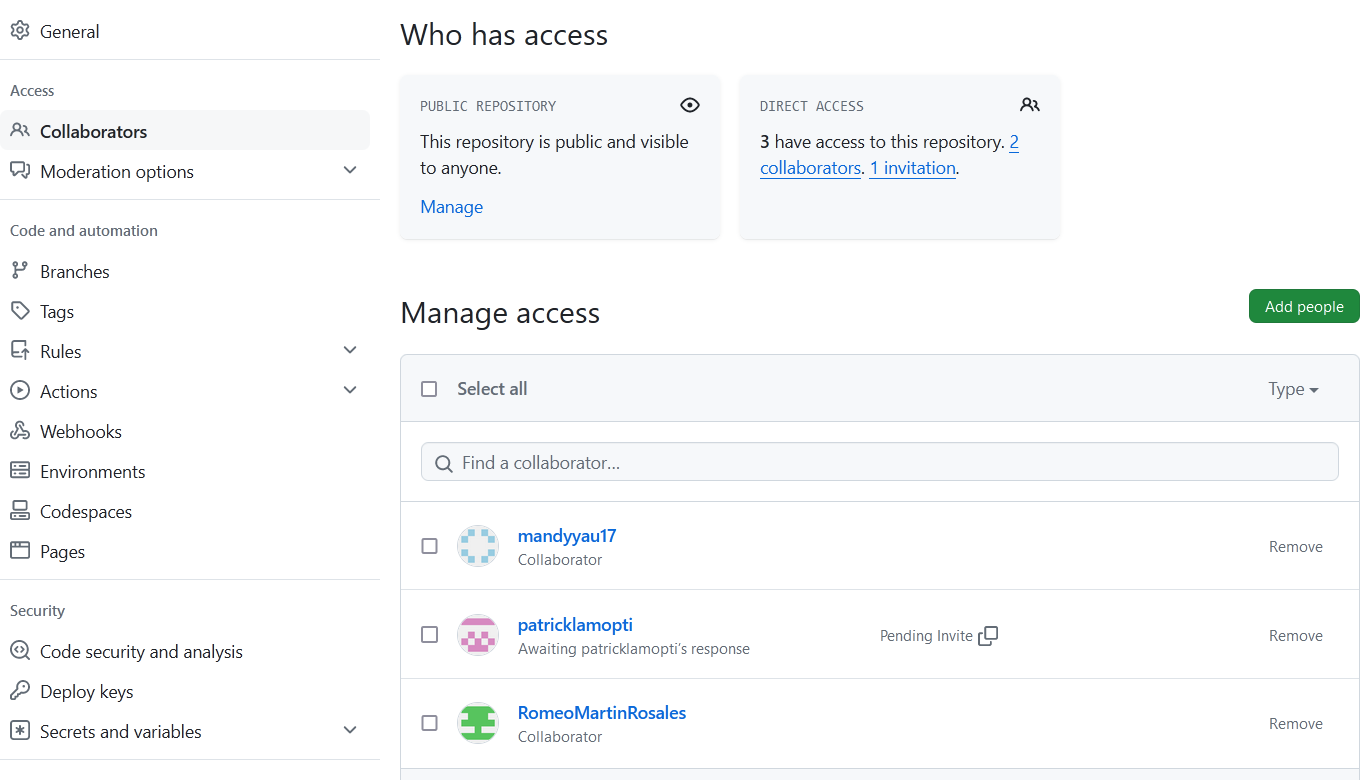 General
Access
Collaborators
Moderation options
Code and automation
Branches
Tags
Rules
Actions
Webhooks
Environments
Codespaces
Pages
Security
Code security and analysis
Deploy keys
Secrets and variables
Who has access
PUBLIC REPOSITORY
This repository is public and visible
to anyone.
Manage
DIRECT ACCESS
3 have access to this repository. 2
collaborators. 1 invitation.
Manage access
Add people
Select all
Type
Find a collaborator...
mandyyau17
Collaborator
Remove
patricklamopti
Awaiting patricklamopti's response
Pending Invite
Remove
RomeoMartinRosales
Collaborator
Remove